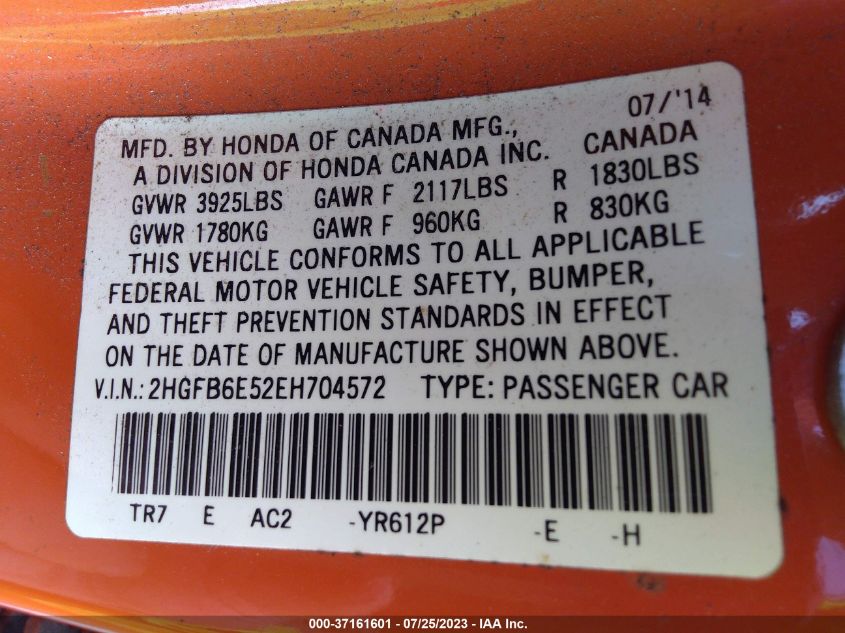 07/'14
MFD. BY HONDA OF CANADA MFG.,
A DIVISION OF HONDA CANADA INC. CANADA
GVWR 3925LBS GAWR F 2117LBS R 1830LBS
GVWR 1780KG GAWR F 960KG R 830KG
THIS VEHICLE CONFORMS TO ALL APPLICABLE
FEDERAL MOTOR VEHICLE SAFETY, BUMPER,
AND THEFT PREVENTION STANDARDS IN EFFECT
ON THE DATE OF MANUFACTURE SHOWN ABOVE.
V.I.N.: 2HGFB6E52EH704572 TYPE: PASSENGER CAR
TR7 E AC2 -YR612P -E -H
000-37161601 - 07/25/2023 - IAA Inc.